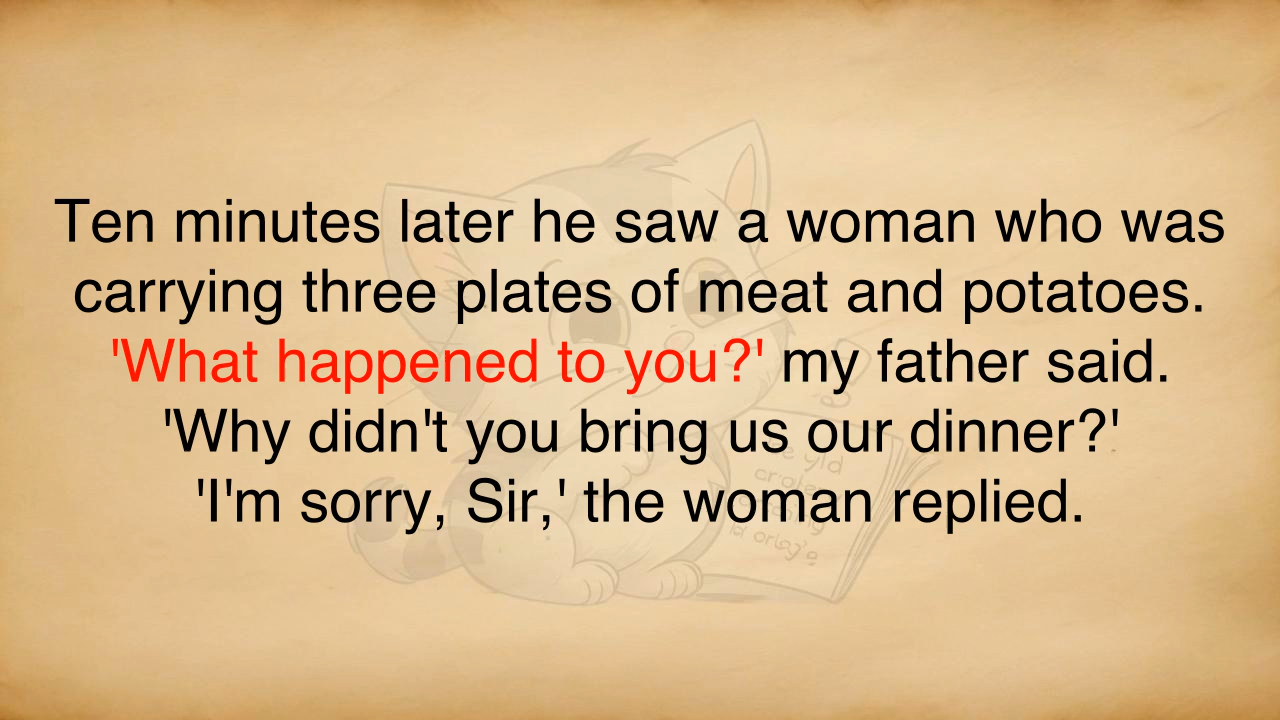 Ten minutes later he saw a woman who was
carrying three plates of meat and potatoes.
'What happened to you?' my father said.
'Why didn't you bring us our dinner?'
'I'm sorry, Sir,' the woman replied.